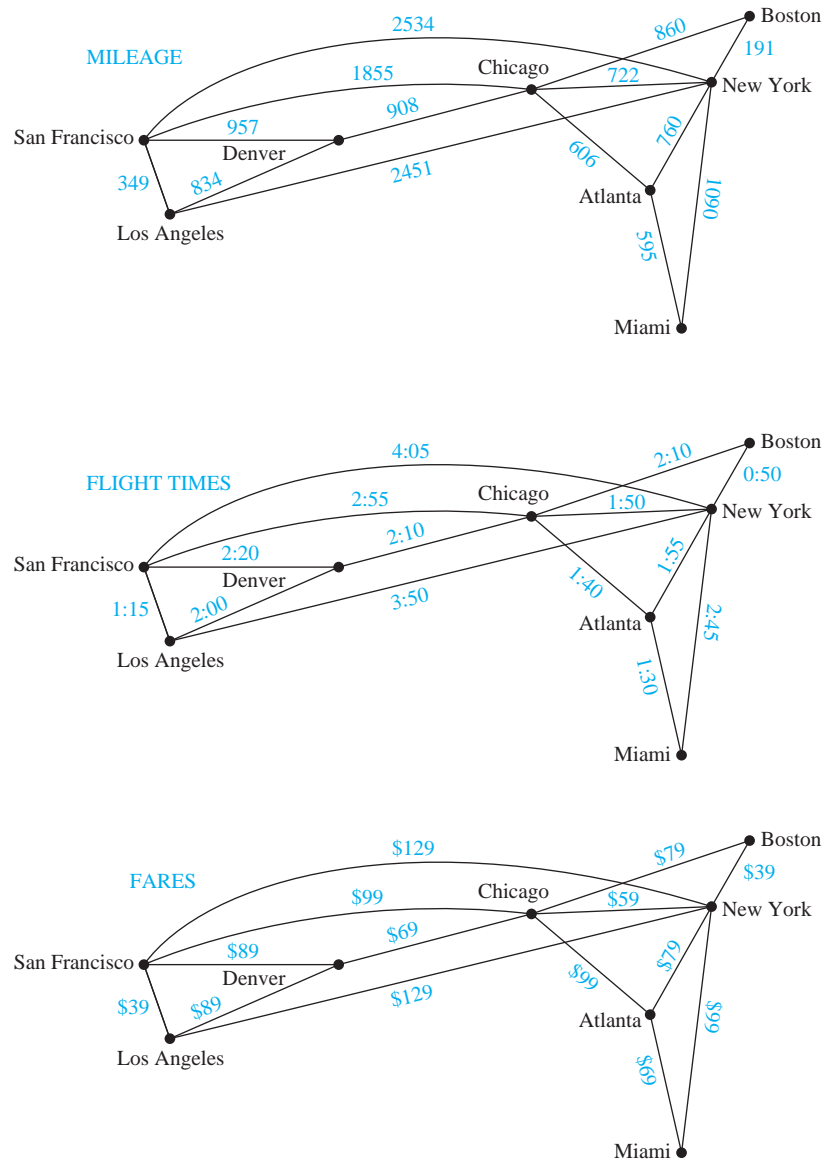 2534
Boston
860
MILEAGE
191
1855
Chicago
722
New York
908
San Francisco
957
Denver
760
606
349
834
2451
Atlanta
1090
Los Angeles
595
Miami
4:05
Boston
2:10
FLIGHT TIMES
0:50
2:55
Chicago
1:50
New York
2:10
San Francisco
2:20
Denver
1:55
1:40
1:15
2:00
3:50
Atlanta
2:45
Los Angeles
1:30
Miami
$129
Boston
$79
FARES
$39
$99
Chicago
$59
New York
$69
San Francisco
$89
Denver
$79
$99
$39
$89
$129
Atlanta
$99
Los Angeles
$69
Miami